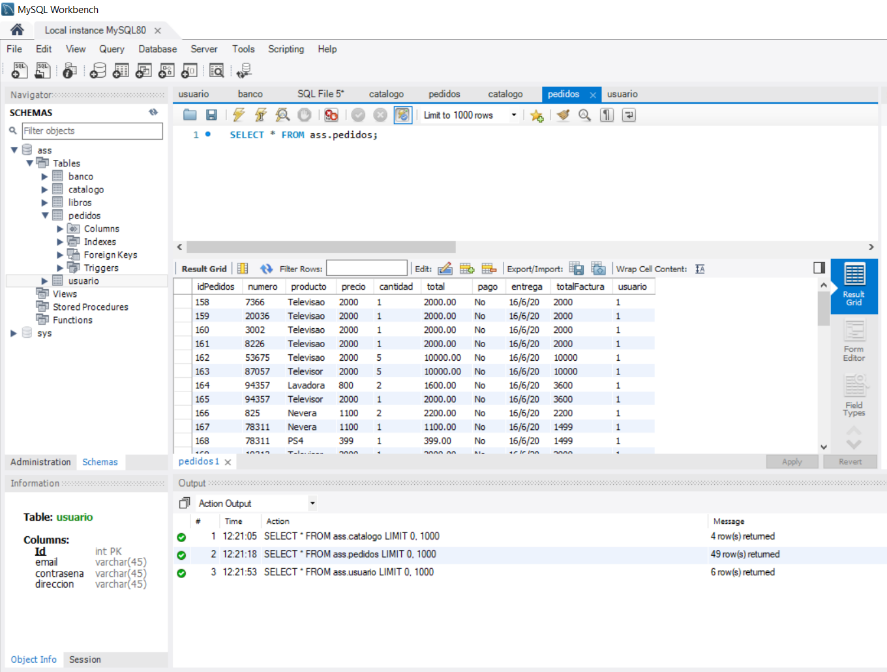 MySQL Workbench
Local instance MySQL80
File Edit View Query Database Server Tools Scripting Help
Navigator
SCHEMAS
Filter objects
ass
Tables
banco
catalogo
libros
pedidos
Columns
Indexes
Foreign Keys
Triggers
usuario
Views
Stored Procedures
Functions
sys
Administration Schemas
Information
Table: usuario
Columns:
Id int PK
email varchar(45)
contrasena varchar(45)
direccion varchar(45)
Object Info Session
usuario banco SQL File 5* catalogo pedidos catalogo pedidos usuario
Limit to 1000 rows
1 SELECT * FROM ass.pedidos;
Result Grid Filter Rows: Edit: Export/Import: Wrap Cell Content:
idPedidos numero producto precio cantidad total pago entrega totalFactura usuario
158 7366 Televisao 2000 1 2000.00 No 16/6/20 2000 1
159 20036 Televisao 2000 1 2000.00 No 16/6/20 2000 1
160 3002 Televisao 2000 1 2000.00 No 16/6/20 2000 1
161 8226 Televisao 2000 1 2000.00 No 16/6/20 2000 1
162 53675 Televisao 2000 5 10000.00 No 16/6/20 10000 1
163 87057 Televisor 2000 5 10000.00 No 16/6/20 10000 1
164 94357 Lavadora 800 2 1600.00 No 16/6/20 3600 1
165 94357 Televisor 2000 1 2000.00 No 16/6/20 3600 1
166 825 Nevera 1100 2 2200.00 No 16/6/20 2200 1
167 78311 Nevera 1100 1 1100.00 No 16/6/20 1499 1
168 78311 PS4 399 1 399.00 No 16/6/20 1499 1
Result Grid
Form Editor
Field Types
pedidos 1
Apply Revert
Output
Action Output
# Time Action Message
1 12:21:05 SELECT * FROM ass.catalogo LIMIT 0, 1000 4 row(s) returned
2 12:21:18 SELECT * FROM ass.pedidos LIMIT 0, 1000 49 row(s) returned
3 12:21:53 SELECT * FROM ass.usuario LIMIT 0, 1000 6 row(s) returned